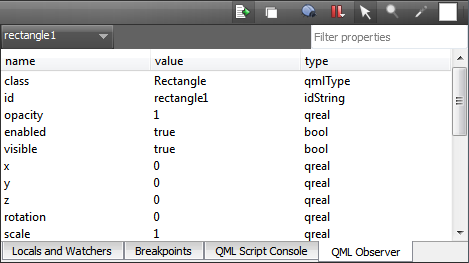 rectangle1 Filter properties
name value type
class Rectangle qmlType
id rectangle1 idString
opacity 1 qreal
enabled true bool
visible true bool
x 0 qreal
y 0 qreal
z 0 qreal
rotation 0 qreal
scale 1 qreal
Locals and Watchers Breakpoints QML Script Console QML Observer